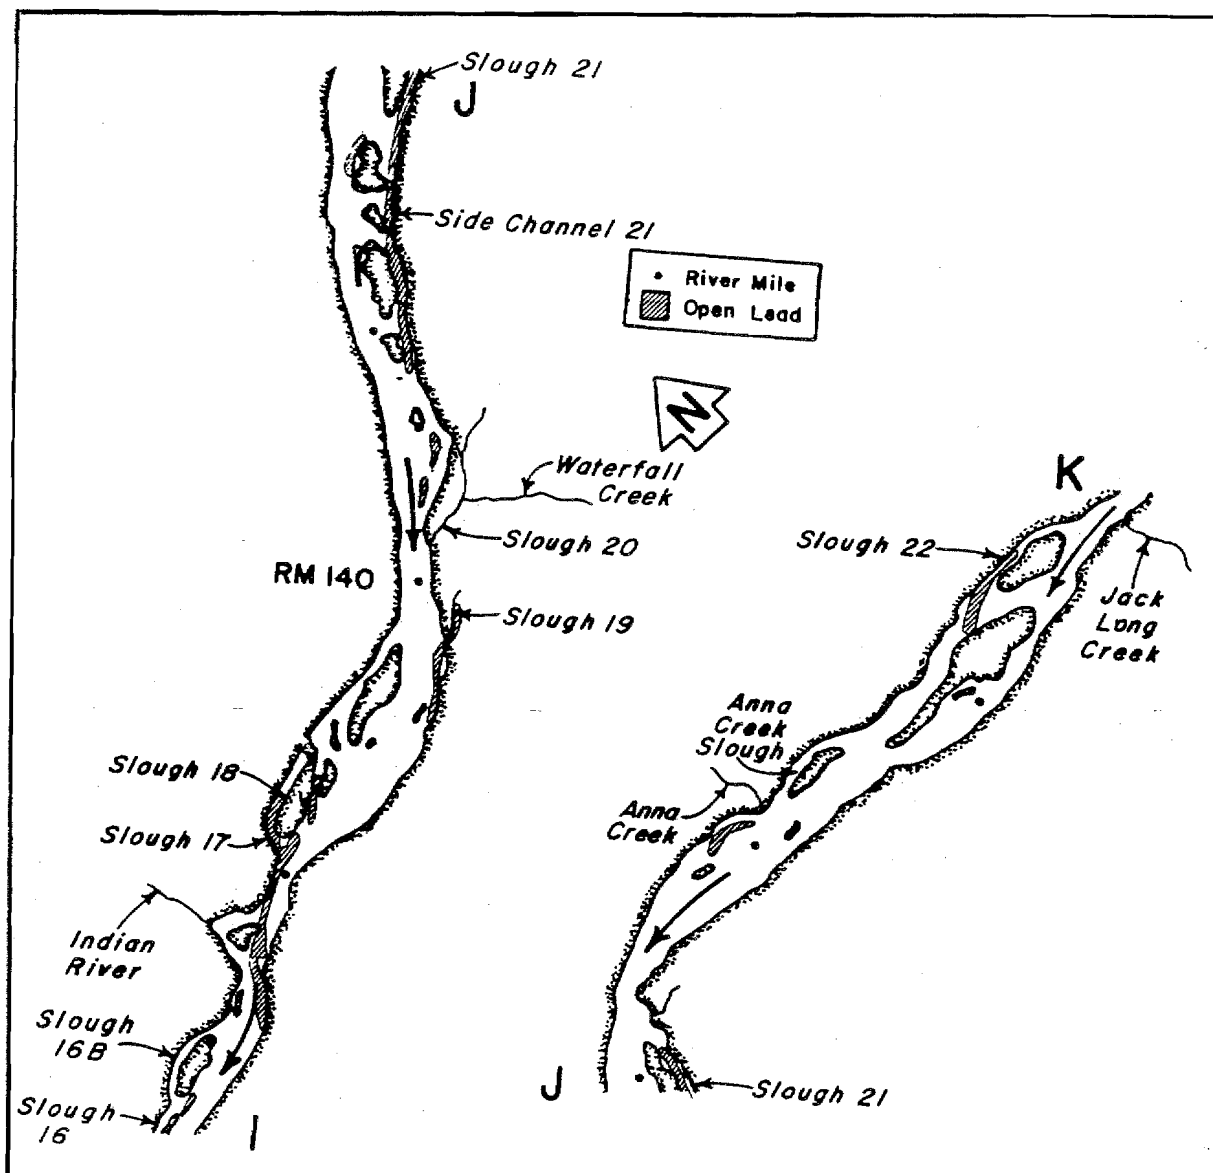 Slough 21
J
Side Channel 21
River Mile
Open Lead
N
Waterfall
Creek
Slough 20
RM 140
Slough 19
Slough 18
Slough 17
Indian
River
Slough
16B
Slough
16
I
K
Slough 22
Jack
Long
Creek
Anna
Creek
Slough
Anna
Creek
J
Slough 21